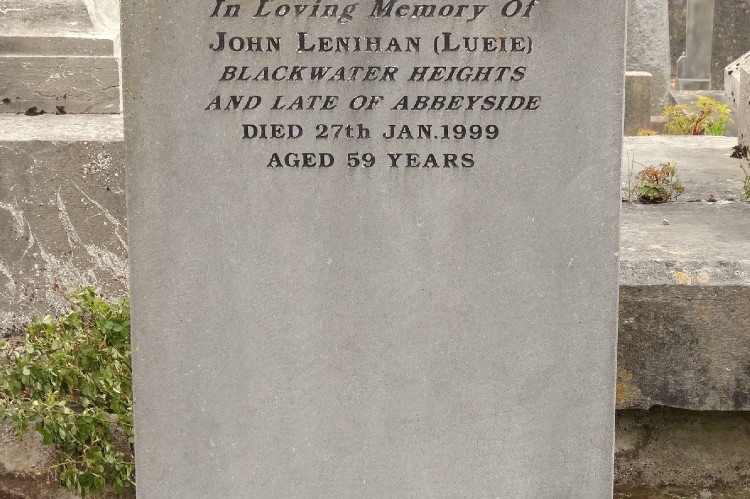 In Loving Memory Of
JOHN LENIHAN (LUEIE)
BLACKWATER HEIGHTS
AND LATE OF ABBEYSIDE
DIED 27th JAN.1999
AGED 59 YEARS